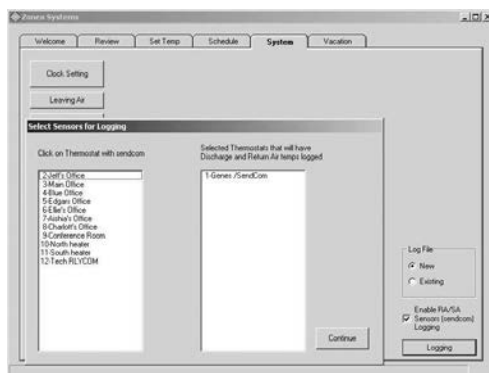 Zones Systems
Welcome
Review
Set Temp
Schedule
System
Vacation
Clock Setting
Leaving Air
Select Sensors for Logging
Click on Thermostat with sendcom
Selected Thermostats that will have
Discharge and Return Air temps logged
2-Jeff's Office
3-Main Office
4-Blue Office
5-Edgars Office
6-Ellie's Office
7-Aishia's Office
8-Charlott's Office
9-Conference Room
10-North heater
11-South heater
12-Tech RLYCOM
1-Genes /SendCom
Continue
Log File
New
Existing
Enable RA/SA
Sensors (sendcom)
Logging
Logging